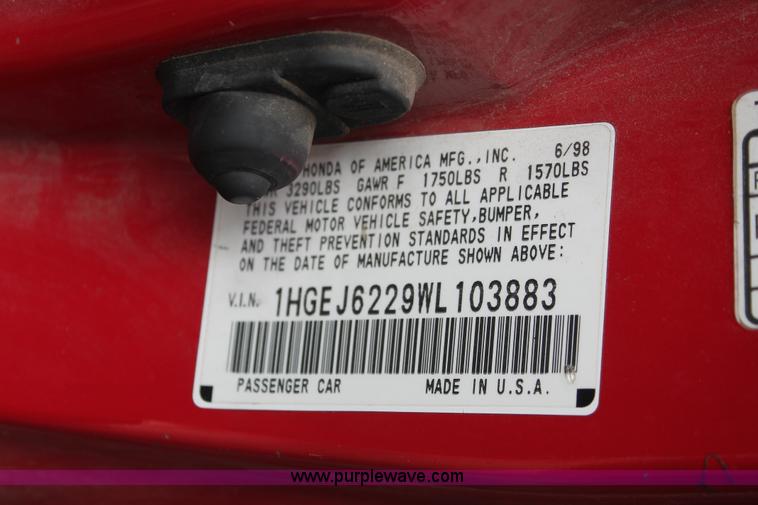 HONDA OF AMERICA MFG.,INC. 6/98
3290LBS GAWR F 1750LBS R 1570LBS
THIS VEHICLE CONFORMS TO ALL APPLICABLE
FEDERAL MOTOR VEHICLE SAFETY,BUMPER,
AND THEFT PREVENTION STANDARDS IN EFFECT
ON THE DATE OF MANUFACTURE SHOWN ABOVE:
V.I.N. 1HGEJ6229WL103883
PASSENGER CAR MADE IN U.S.A.
www.purplewave.com